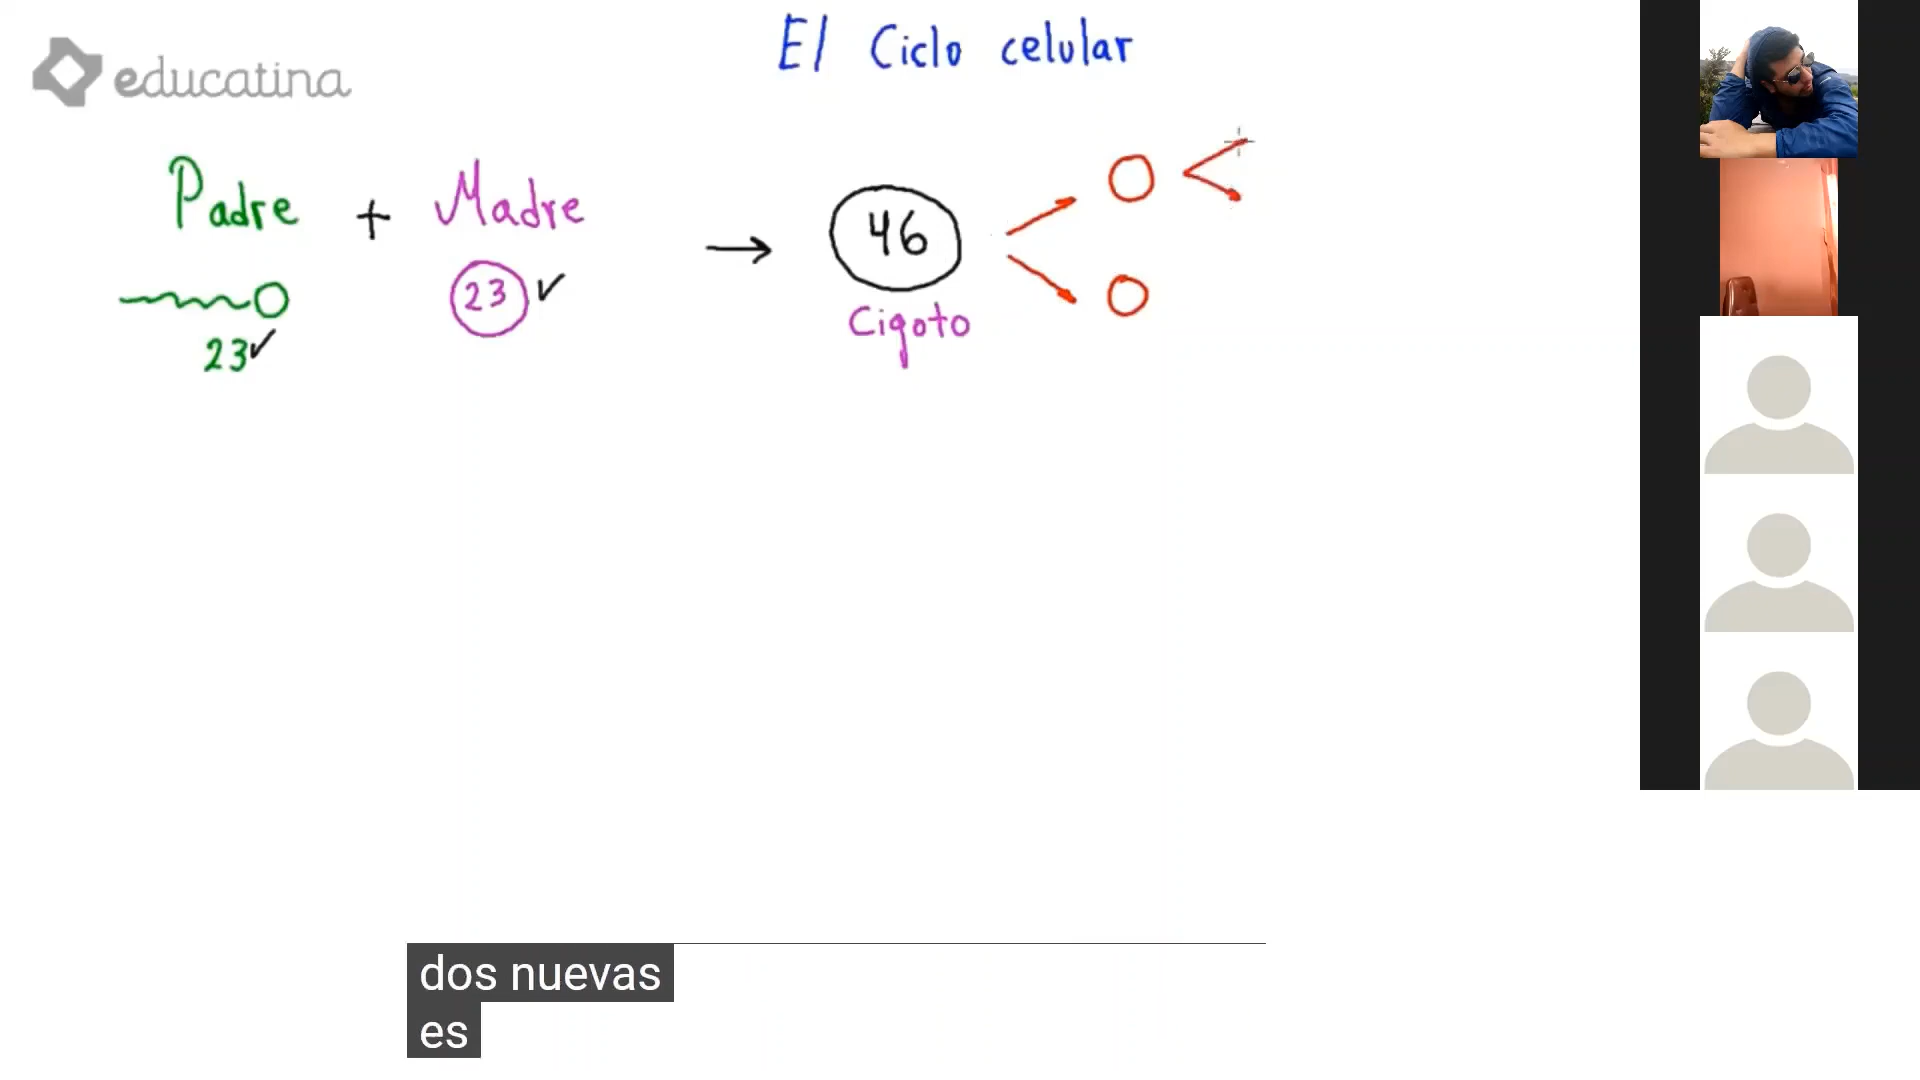 El Ciclo celular
educatina
Padre + Madre → 46
23✓
23✓
Cigoto
dos nuevas
es